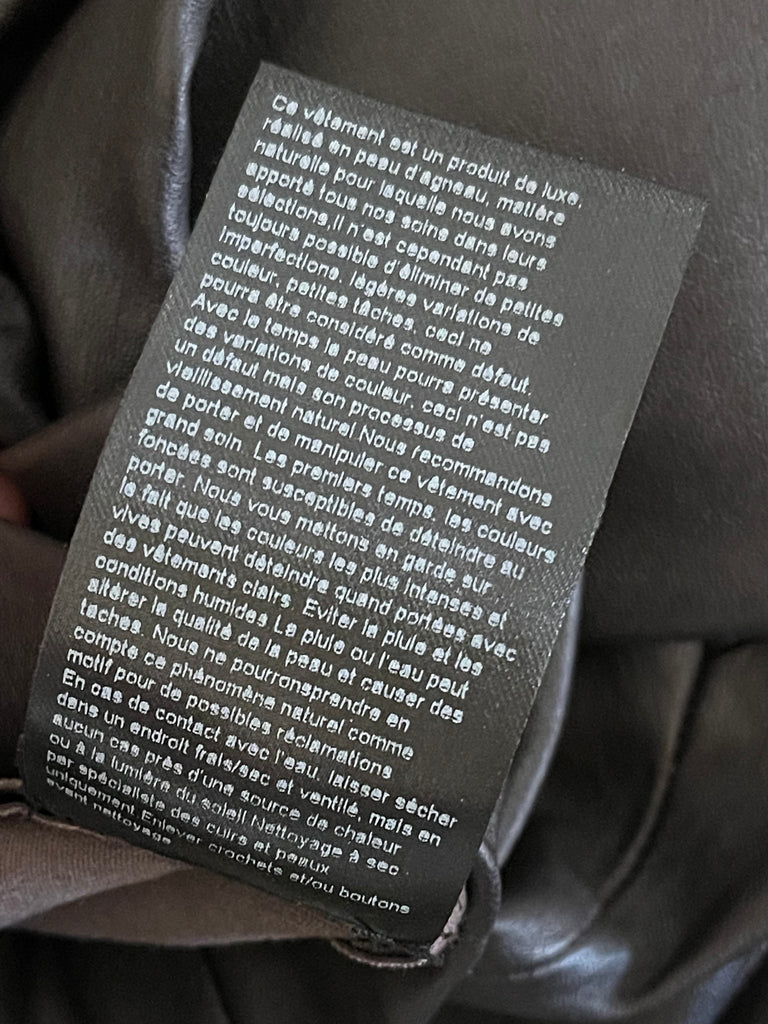 Ce vêtement est un produit de luxe,
réalisé en peau d'agneau, matière
naturelle pour laquelle nous avons
apporté tous nos soins dans leurs
sélections,il n'est cependant pas
toujours possible d'éliminer de petites
imperfections, légères variations de
couleur, petites tâches, ceci ne
pourra être considéré comme défaut.
Avec le temps la peau pourra présenter
des variations de couleur, ceci n'est pas
un défaut mais son processus de
vieillissement naturel.Nous recommandons
de porter et de manipuler ce vêtement avec
grand soin. Les premiers temps, les couleurs
foncées sont susceptibles de déteindre au
porter. Nous vous mettons en garde sur
le fait que les couleurs les plus intenses et
vives peuvent déteindre quand portées avec
des vêtements clairs. Eviter la pluie et les
conditions humides. La pluie ou l'eau peut
altérer la qualité de la peau et causer des
taches. Nous ne pourronsprendre en
compte ce phénomène naturel comme
motif pour de possibles réclamations
En cas de contact avec l'eau, laisser sécher
dans un endroit frais/sec et ventilé, mais en
aucun cas près d'une source de chaleur
ou à la lumière du soleil.Nettoyage à sec
par spécialiste des cuirs et peaux
uniquement.Enlever crochets et/ou boutons
avant nettoyage